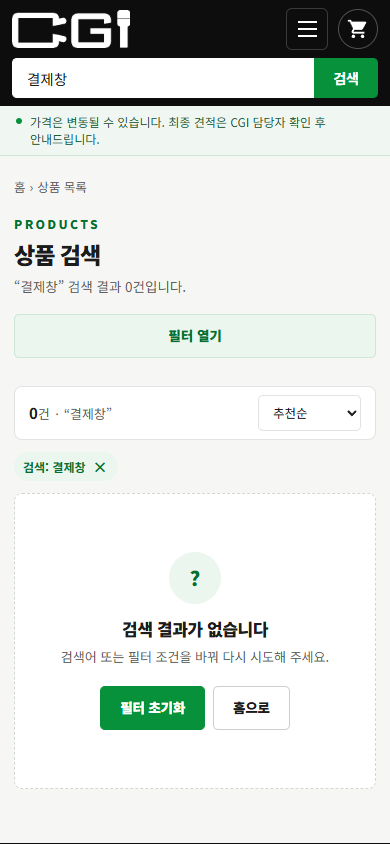 CGI
결제창
검색
가격은 변동될 수 있습니다. 최종 견적은 CGI 담당자 확인 후
안내드립니다.
홈 › 상품 목록
PRODUCTS
상품 검색
“결제창” 검색 결과 0건입니다.
필터 열기
0건 · “결제창”
추천순
검색: 결제창 ×
?
검색 결과가 없습니다
검색어 또는 필터 조건을 바꿔 다시 시도해 주세요.
필터 초기화
홈으로